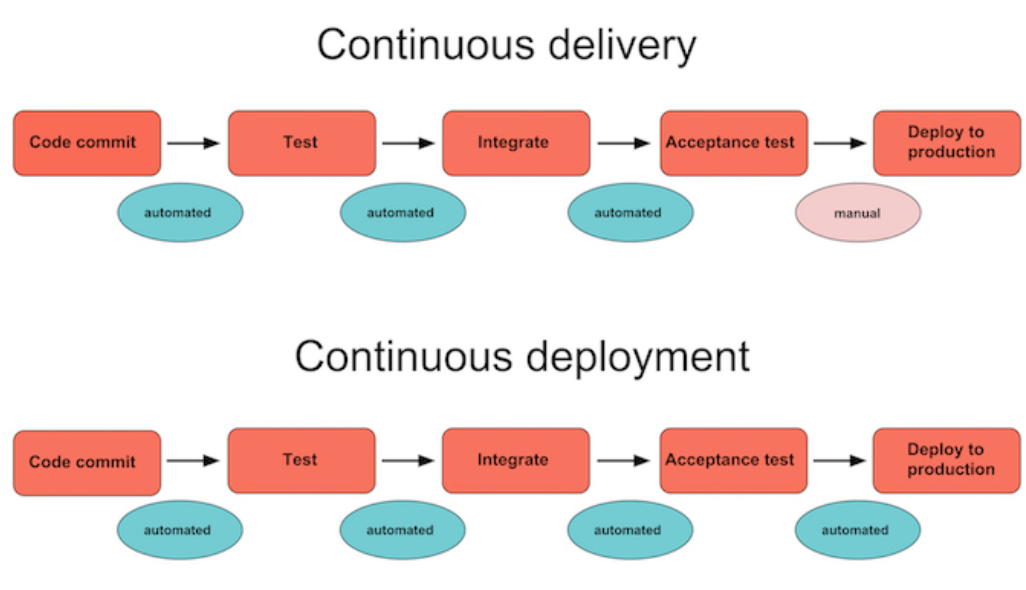 Continuous delivery
Code commit
Test
Integrate
Acceptance test
Deploy to
production
automated
automated
automated
manual
Continuous deployment
Code commit
Test
Integrate
Acceptance test
Deploy to
production
automated
automated
automated
automated